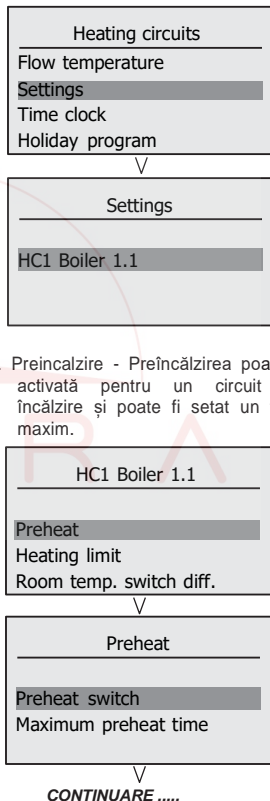 Heating circuits
Flow temperature
Settings
Time clock
Holiday program
Settings
HC1 Boiler 1.1
Preincalzire - Preîncălzirea
activată pentru un circuit
încălzire și poate fi setat un
maxim.
HC1 Boiler 1.1
Preheat
Heating limit
Room temp. switch diff.
Preheat
Preheat switch
Maximum preheat time
CONTINUARE .....